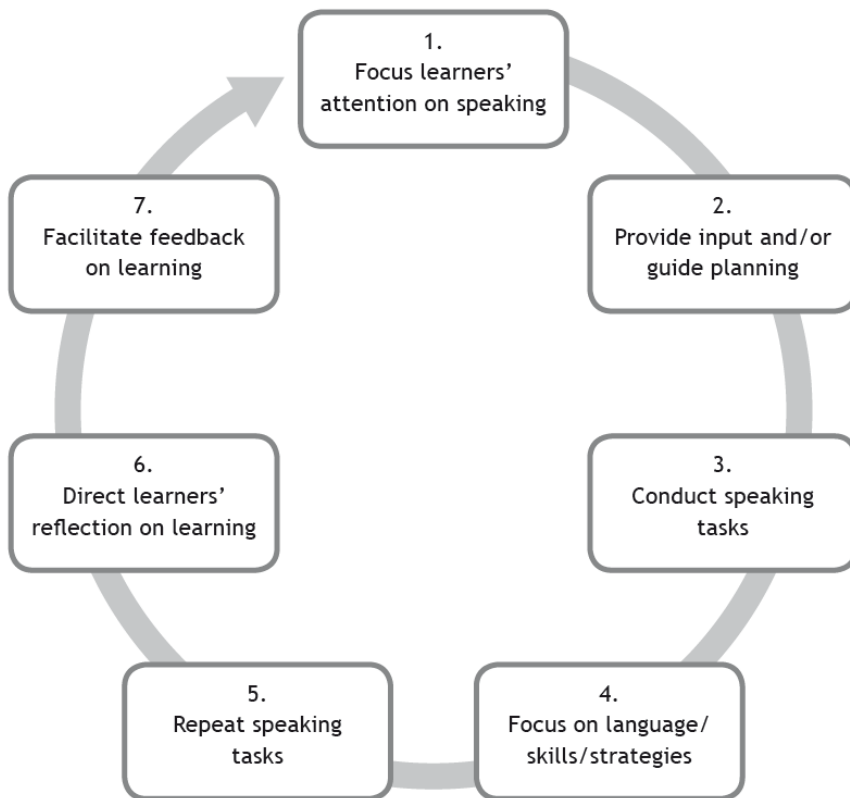 1.
Focus learners’
attention on speaking
2.
Provide input and/or
guide planning
3.
Conduct speaking
tasks
4.
Focus on language/
skills/strategies
5.
Repeat speaking
tasks
6.
Direct learners’
reflection on learning
7.
Facilitate feedback
on learning